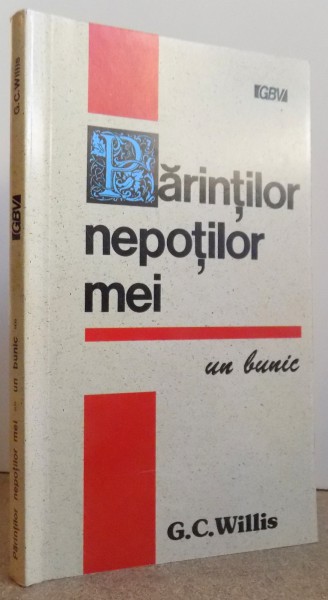 GBV
Părinților
nepoților
mei
un bunic
G.C.Willis
G.C.Willis
GBV
Părinților nepoților mei - un bunic -